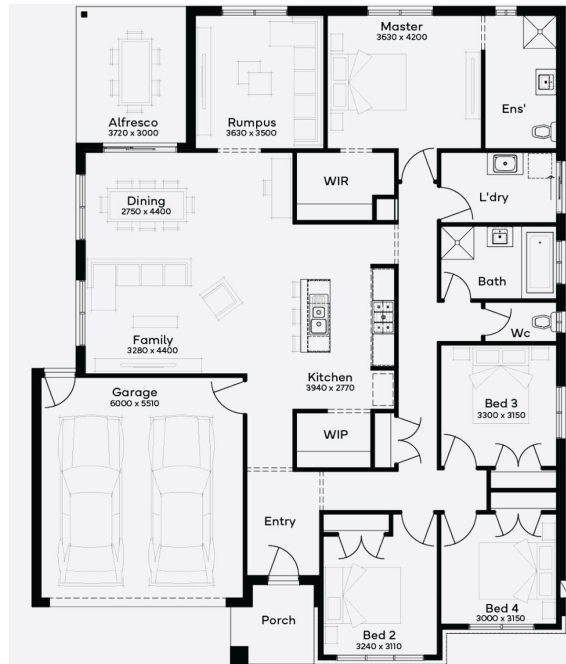 Master
3630 x 4200
Ens'
Alfresco
3720 x 3000
Rumpus
3630 x 3500
WIR
L'dry
Dining
2750 x 4400
Bath
Family
3280 x 4400
Wc
Kitchen
3940 x 2770
Garage
6000 x 5510
Bed 3
3300 x 3150
WIP
Entry
Porch
Bed 2
3240 x 3110
Bed 4
3000 x 3150